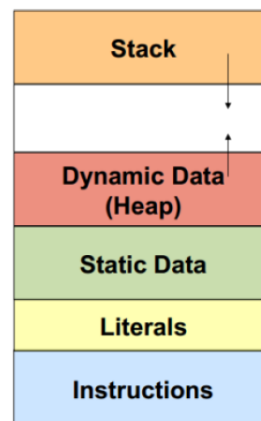 Stack
Dynamic Data
(Heap)
Static Data
Literals
Instructions